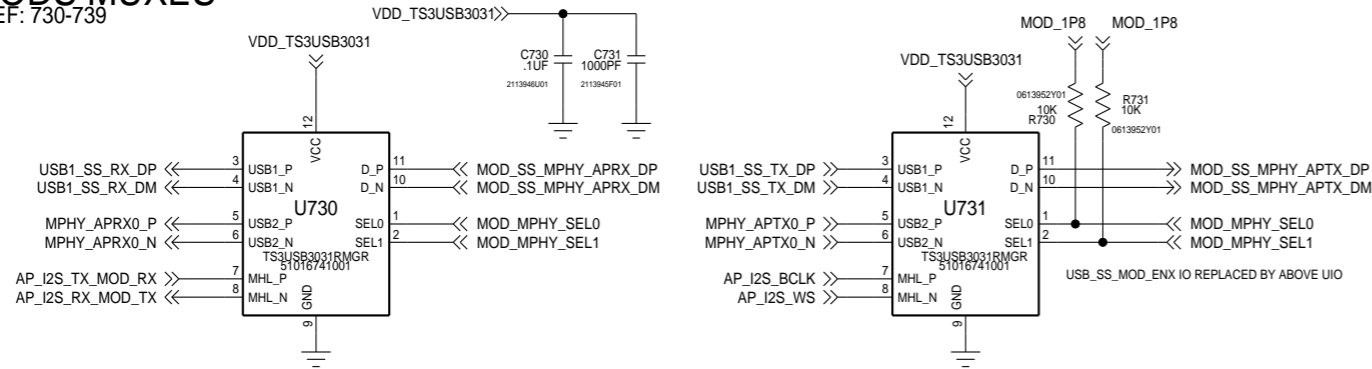 EF: 730-739
VDD_TS3USB3031
C730
.1UF
2113946U01
C731
1000PF
2113945F01
VDD_TS3USB3031
12
VCC
USB1_SS_RX_DP 3 USB1_P D_P 11 MOD_SS_MPHY_APRX_DP
USB1_SS_RX_DM 4 USB1_N D_N 10 MOD_SS_MPHY_APRX_DM
U730
MPHY_APRX0_P 5 USB2_P SEL0 1 MOD_MPHY_SEL0
MPHY_APRX0_N 6 USB2_N SEL1 2 MOD_MPHY_SEL1
TS3USB3031RMGR
51016741001
AP_I2S_TX_MOD_RX 7 MHL_P
AP_I2S_RX_MOD_TX 8 MHL_N
GND
9
MOD_1P8 MOD_1P8
VDD_TS3USB3031
0613952Y01
10K
R730
R731
10K
0613952Y01
12
VCC
USB1_SS_TX_DP 3 USB1_P D_P 11 MOD_SS_MPHY_APTX_DP
USB1_SS_TX_DM 4 USB1_N D_N 10 MOD_SS_MPHY_APTX_DM
U731
MPHY_APTX0_P 5 USB2_P SEL0 1 MOD_MPHY_SEL0
MPHY_APTX0_N 6 USB2_N SEL1 2 MOD_MPHY_SEL1
TS3USB3031RMGR
51016741001
AP_I2S_BCLK 7 MHL_P
AP_I2S_WS 8 MHL_N
GND
9
USB_SS_MOD_ENX IO REPLACED BY ABOVE UIO